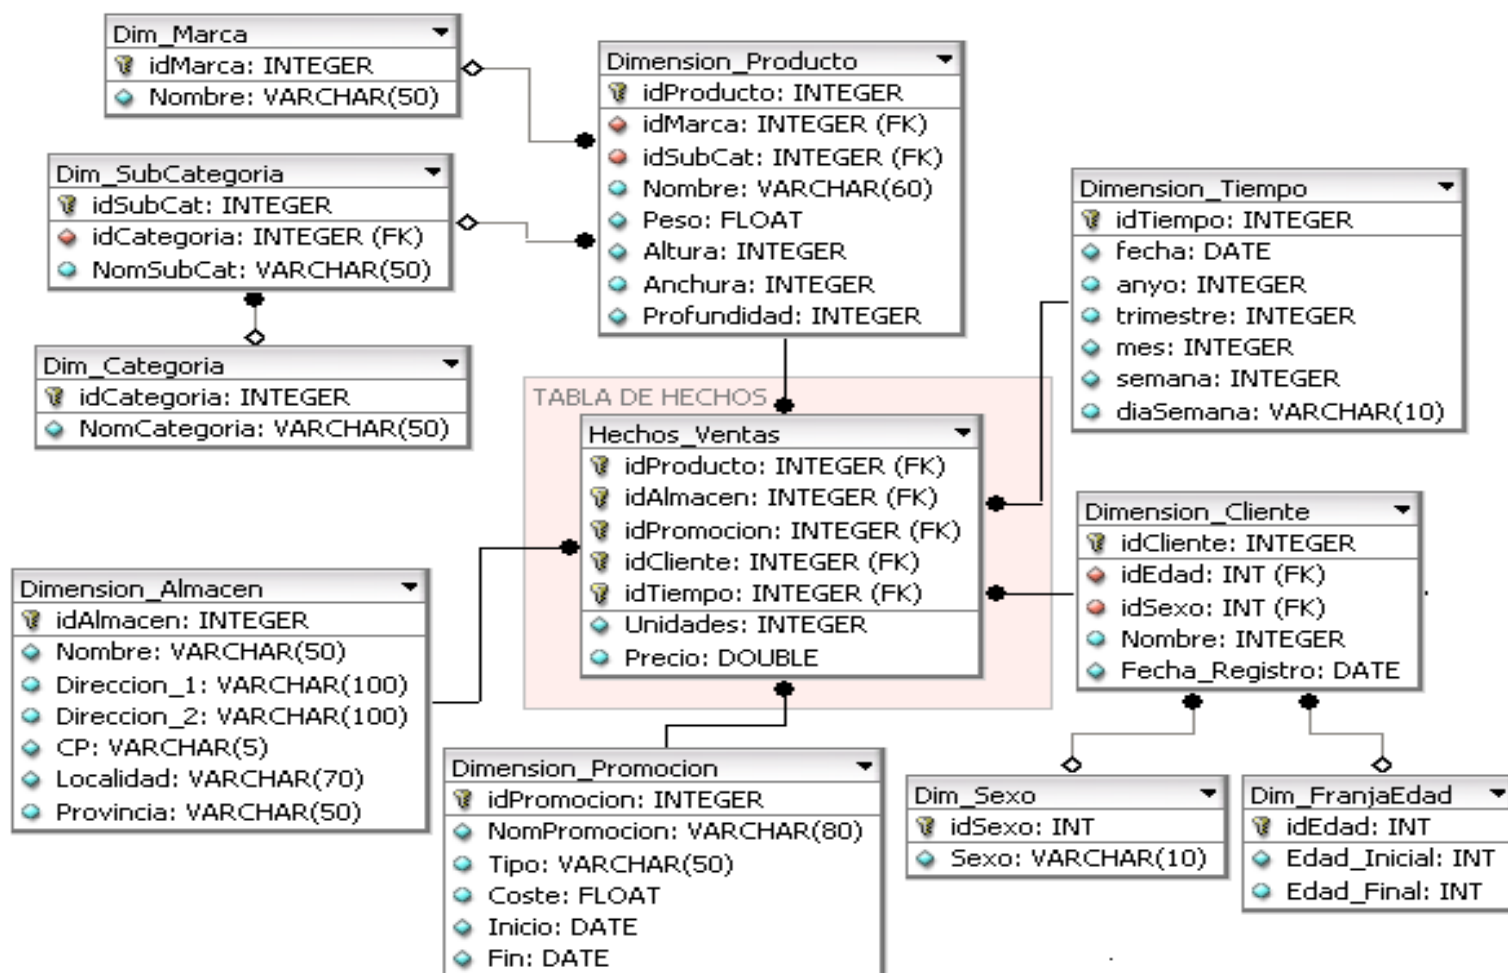 Dim_Marca
idMarca: INTEGER
Nombre: VARCHAR(50)
Dimension_Producto
idProducto: INTEGER
idMarca: INTEGER (FK)
idSubCat: INTEGER (FK)
Nombre: VARCHAR(60)
Peso: FLOAT
Altura: INTEGER
Anchura: INTEGER
Profundidad: INTEGER
Dim_SubCategoria
idSubCat: INTEGER
idCategoria: INTEGER (FK)
NomSubCat: VARCHAR(50)
Dimension_Tiempo
idTiempo: INTEGER
fecha: DATE
anyo: INTEGER
trimestre: INTEGER
mes: INTEGER
semana: INTEGER
diaSemana: VARCHAR(10)
Dim_Categoria
idCategoria: INTEGER
NomCategoria: VARCHAR(50)
TABLA DE HECHOS
Hechos_Ventas
idProducto: INTEGER (FK)
idAlmacen: INTEGER (FK)
idPromocion: INTEGER (FK)
idCliente: INTEGER (FK)
idTiempo: INTEGER (FK)
Unidades: INTEGER
Precio: DOUBLE
Dimension_Cliente
idCliente: INTEGER
idEdad: INT (FK)
idSexo: INT (FK)
Nombre: INTEGER
Fecha_Registro: DATE
Dimension_Almacen
idAlmacen: INTEGER
Nombre: VARCHAR(50)
Direccion_1: VARCHAR(100)
Direccion_2: VARCHAR(100)
CP: VARCHAR(5)
Localidad: VARCHAR(70)
Provincia: VARCHAR(50)
Dimension_Promocion
idPromocion: INTEGER
NomPromocion: VARCHAR(80)
Tipo: VARCHAR(50)
Coste: FLOAT
Inicio: DATE
Fin: DATE
Dim_Sexo
idSexo: INT
Sexo: VARCHAR(10)
Dim_FranjaEdad
idEdad: INT
Edad_Inicial: INT
Edad_Final: INT